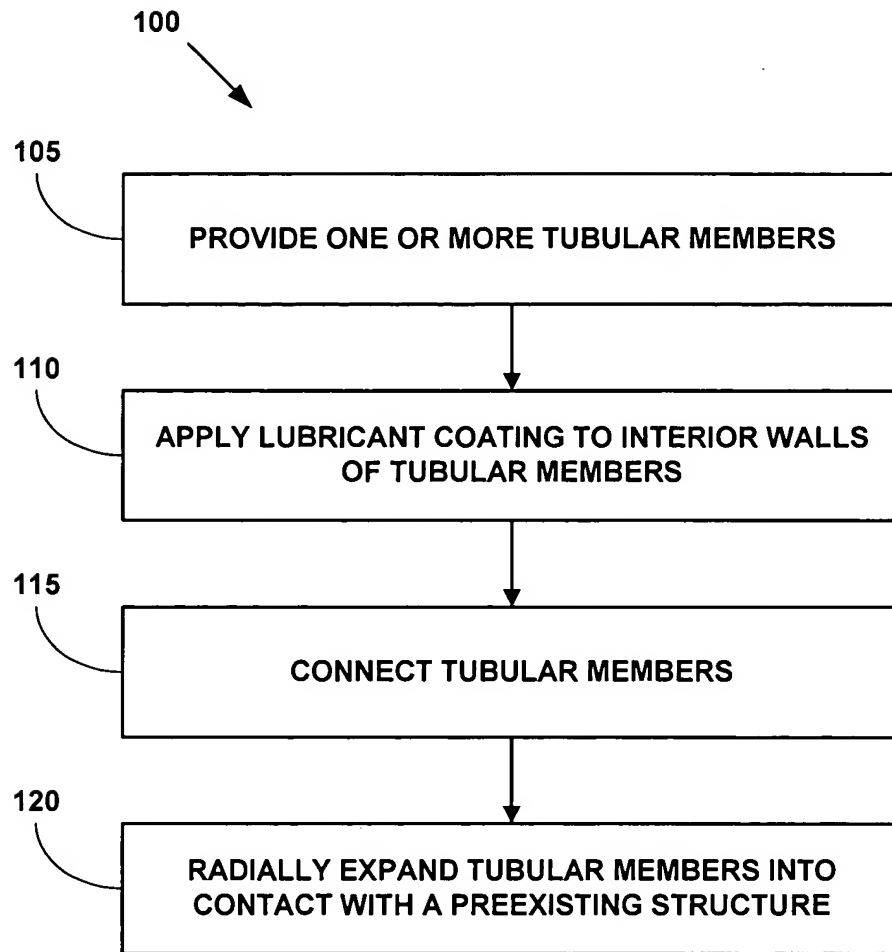 100
105
PROVIDE ONE OR MORE TUBULAR MEMBERS
110
APPLY LUBRICANT COATING TO INTERIOR WALLS
OF TUBULAR MEMBERS
115
CONNECT TUBULAR MEMBERS
120
RADIALLY EXPAND TUBULAR MEMBERS INTO
CONTACT WITH A PREEXISTING STRUCTURE